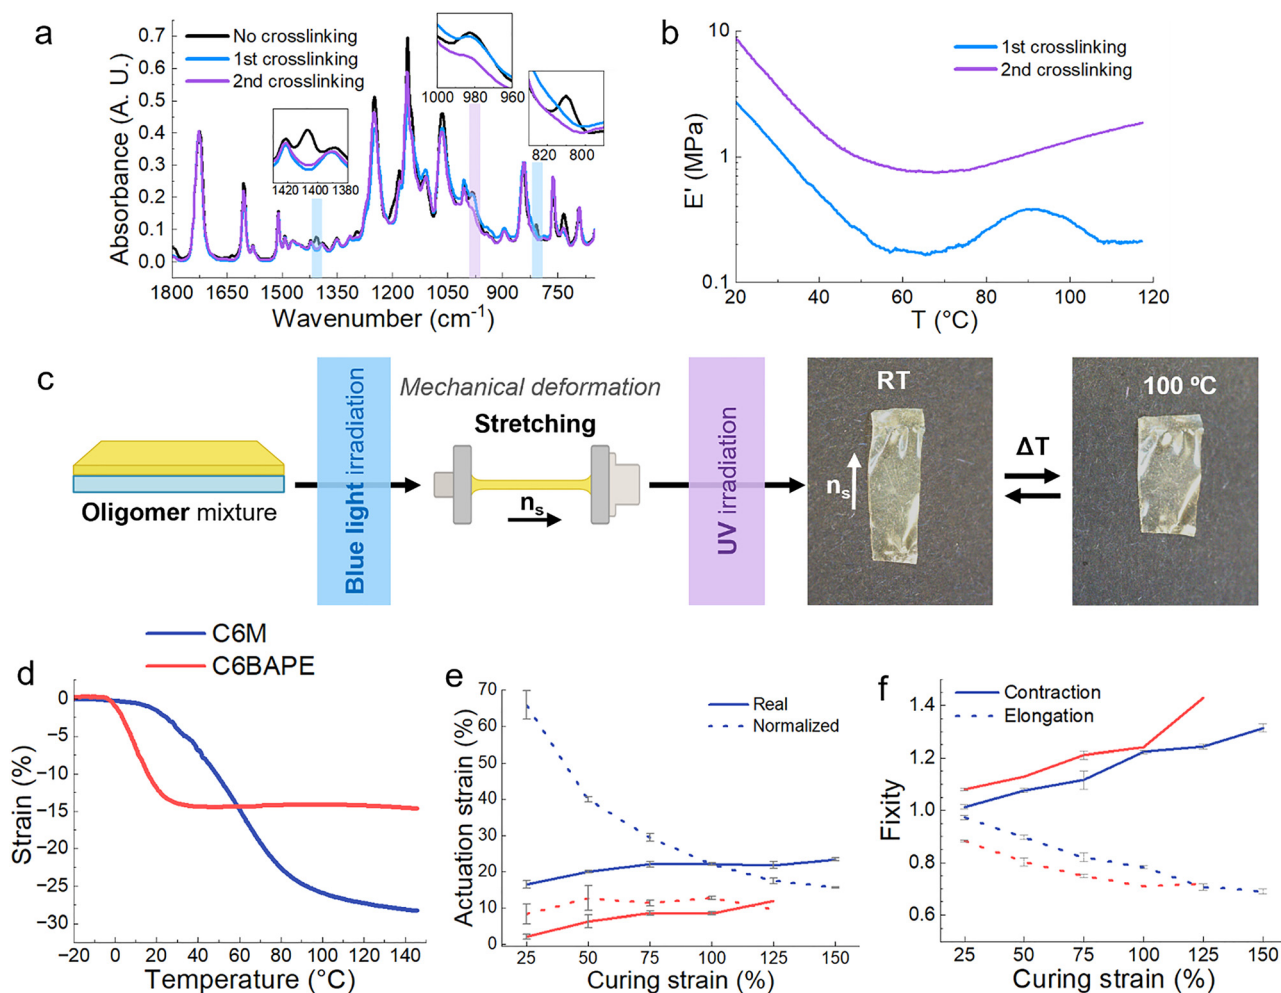 a
No crosslinking
1st crosslinking
2nd crosslinking
Absorbance (A. U.)
0.7
0.6
0.5
0.4
0.3
0.2
0.1
0.0
1000 980 960
820 800
1420 1400 1380
1800 1650 1500 1350 1200 1050 900 750
Wavenumber (cm-1)
b
1st crosslinking
2nd crosslinking
E' (MPa)
10
1
0.1
20 40 60 80 100 120
T (°C)
c
Oligomer mixture
Blue light irradiation
Mechanical deformation
Stretching
ns
UV irradiation
RT
ns
ΔT
100 ºC
C6M
C6BAPE
d
Strain (%)
0
−5
−10
−15
−20
−25
−30
−20 0 20 40 60 80 100 120 140
Temperature (°C)
e
Real
Normalized
Actuation strain (%)
70
60
50
40
30
20
10
0
25 50 75 100 125 150
Curing strain (%)
f
Contraction
Elongation
Fixity
1.4
1.2
1.0
0.8
0.6
25 50 75 100 125 150
Curing strain (%)